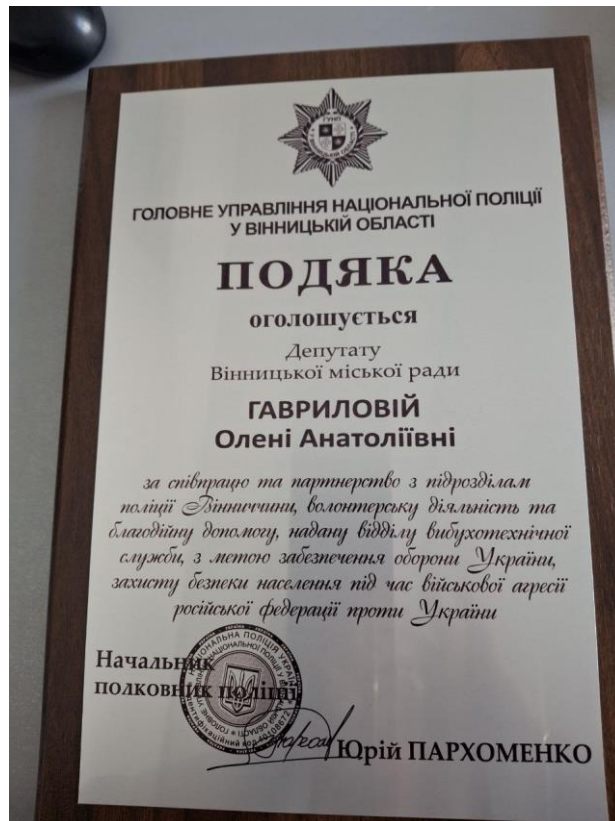 ГУНП
ГОЛОВНЕ УПРАВЛІННЯ НАЦІОНАЛЬНОЇ ПОЛІЦІЇ
У ВІННИЦЬКІЙ ОБЛАСТІ
ПОДЯКА
оголошується
Депутату
Вінницької міської ради
ГАВРИЛОВІЙ
Олені Анатоліївні
за співпрацю та партнерство з підрозділам
поліції Вінниччини, волонтерську діяльність та
благодійну допомогу, надану відділу вибухотехнічної
служби, з метою забезпечення оборони України,
захисту безпеки населення під час військової агресії
російської федерації проти України
Начальник
полковник поліції
Юрій ПАРХОМЕНКО